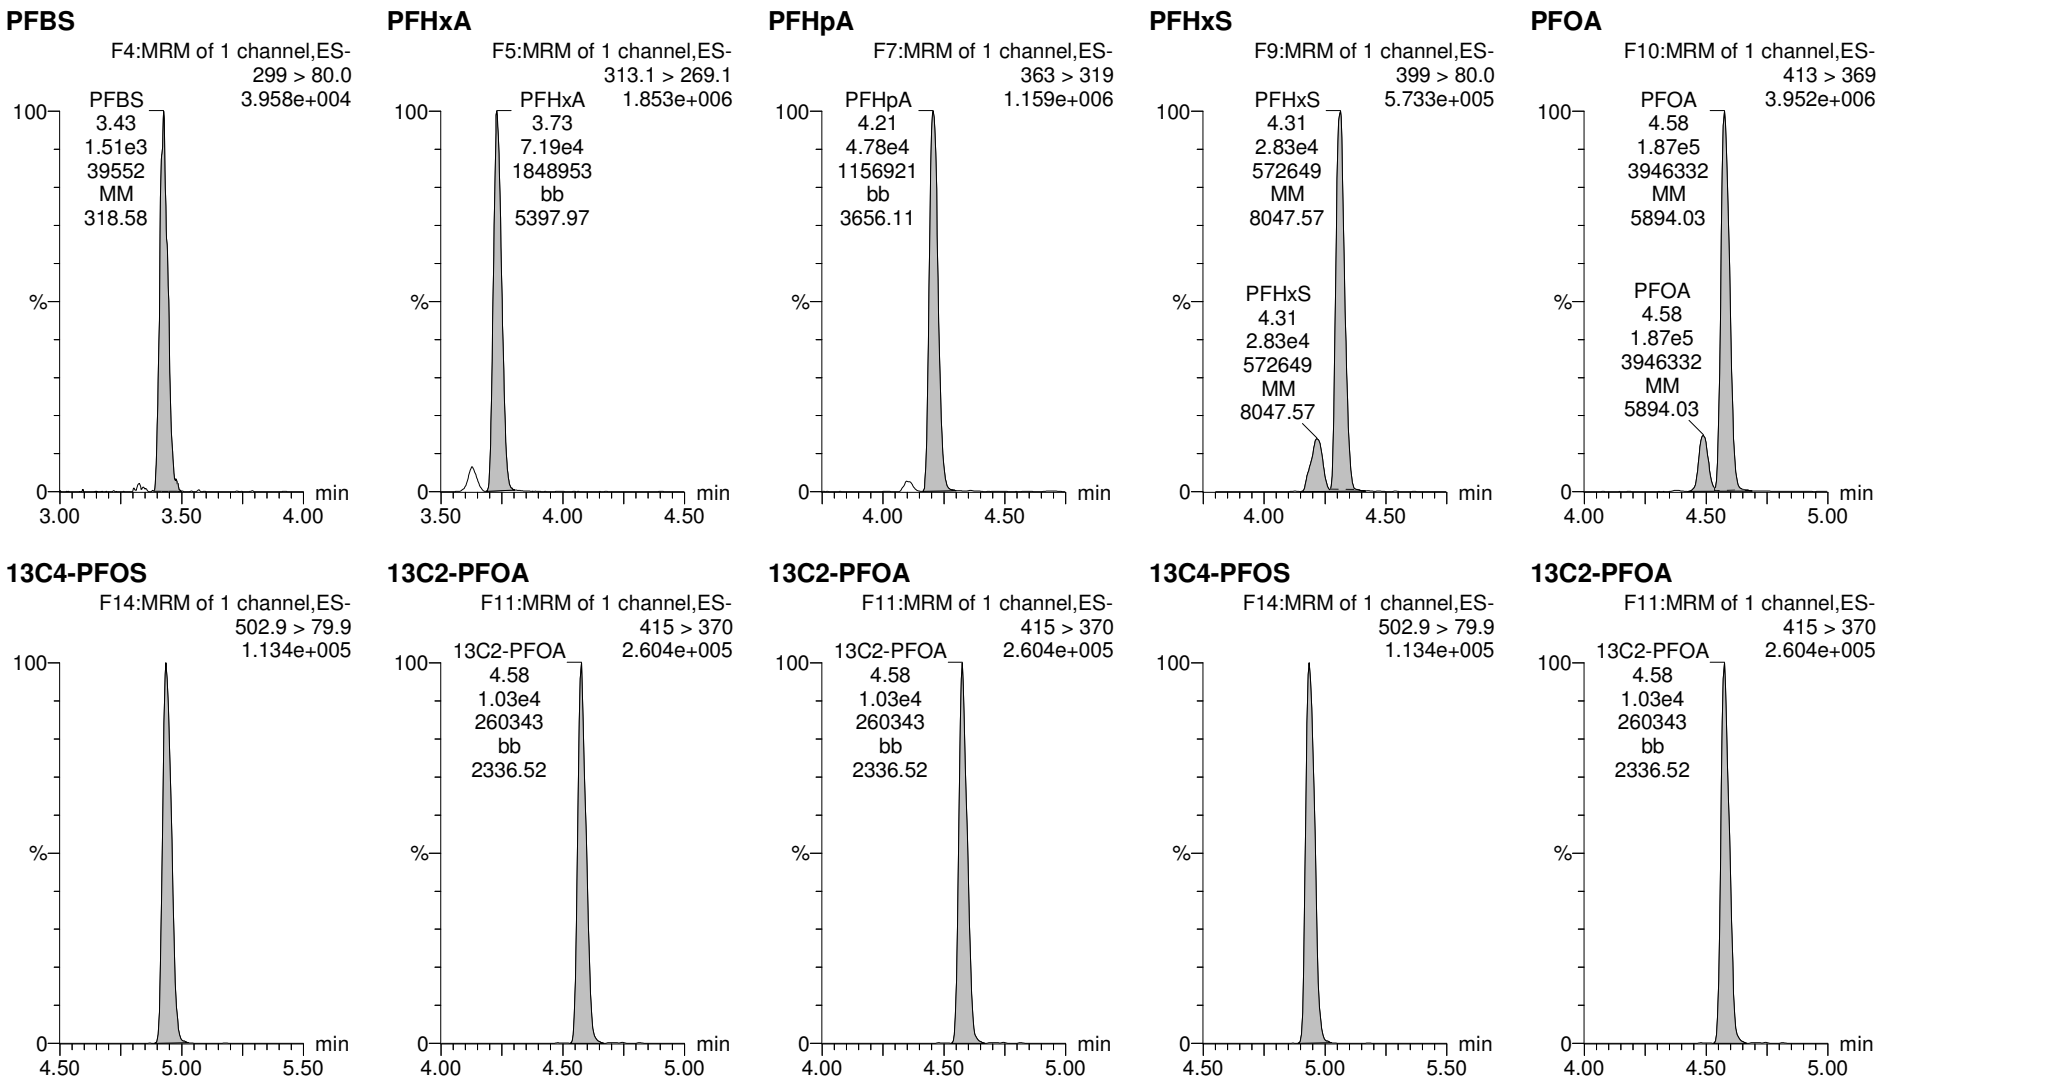 PFBS
F4:MRM of 1 channel,ES-
299 > 80.0
3.958e+004
PFBS
3.43
1.51e3
39552
MM
318.58
100
%
0
min
3.00 3.50 4.00
PFHxA
F5:MRM of 1 channel,ES-
313.1 > 269.1
1.853e+006
PFHxA
3.73
7.19e4
1848953
bb
5397.97
100
%
0
min
3.50 4.00 4.50
PFHpA
F7:MRM of 1 channel,ES-
363 > 319
1.159e+006
PFHpA
4.21
4.78e4
1156921
bb
3656.11
100
%
0
min
4.00 4.50
PFHxS
F9:MRM of 1 channel,ES-
399 > 80.0
5.733e+005
PFHxS
4.31
2.83e4
572649
MM
8047.57
PFHxS
4.31
2.83e4
572649
MM
8047.57
100
%
0
min
4.00 4.50
PFOA
F10:MRM of 1 channel,ES-
413 > 369
3.952e+006
PFOA
4.58
1.87e5
3946332
MM
5894.03
PFOA
4.58
1.87e5
3946332
MM
5894.03
100
%
0
min
4.00 4.50 5.00
13C4-PFOS
F14:MRM of 1 channel,ES-
502.9 > 79.9
1.134e+005
100
%
0
min
4.50 5.00 5.50
13C2-PFOA
F11:MRM of 1 channel,ES-
415 > 370
2.604e+005
13C2-PFOA
4.58
1.03e4
260343
bb
2336.52
100
%
0
min
4.00 4.50 5.00
13C2-PFOA
F11:MRM of 1 channel,ES-
415 > 370
2.604e+005
13C2-PFOA
4.58
1.03e4
260343
bb
2336.52
100
%
0
min
4.00 4.50 5.00
13C4-PFOS
F14:MRM of 1 channel,ES-
502.9 > 79.9
1.134e+005
100
%
0
min
4.50 5.00 5.50
13C2-PFOA
F11:MRM of 1 channel,ES-
415 > 370
2.604e+005
13C2-PFOA
4.58
1.03e4
260343
bb
2336.52
100
%
0
min
4.00 4.50 5.00